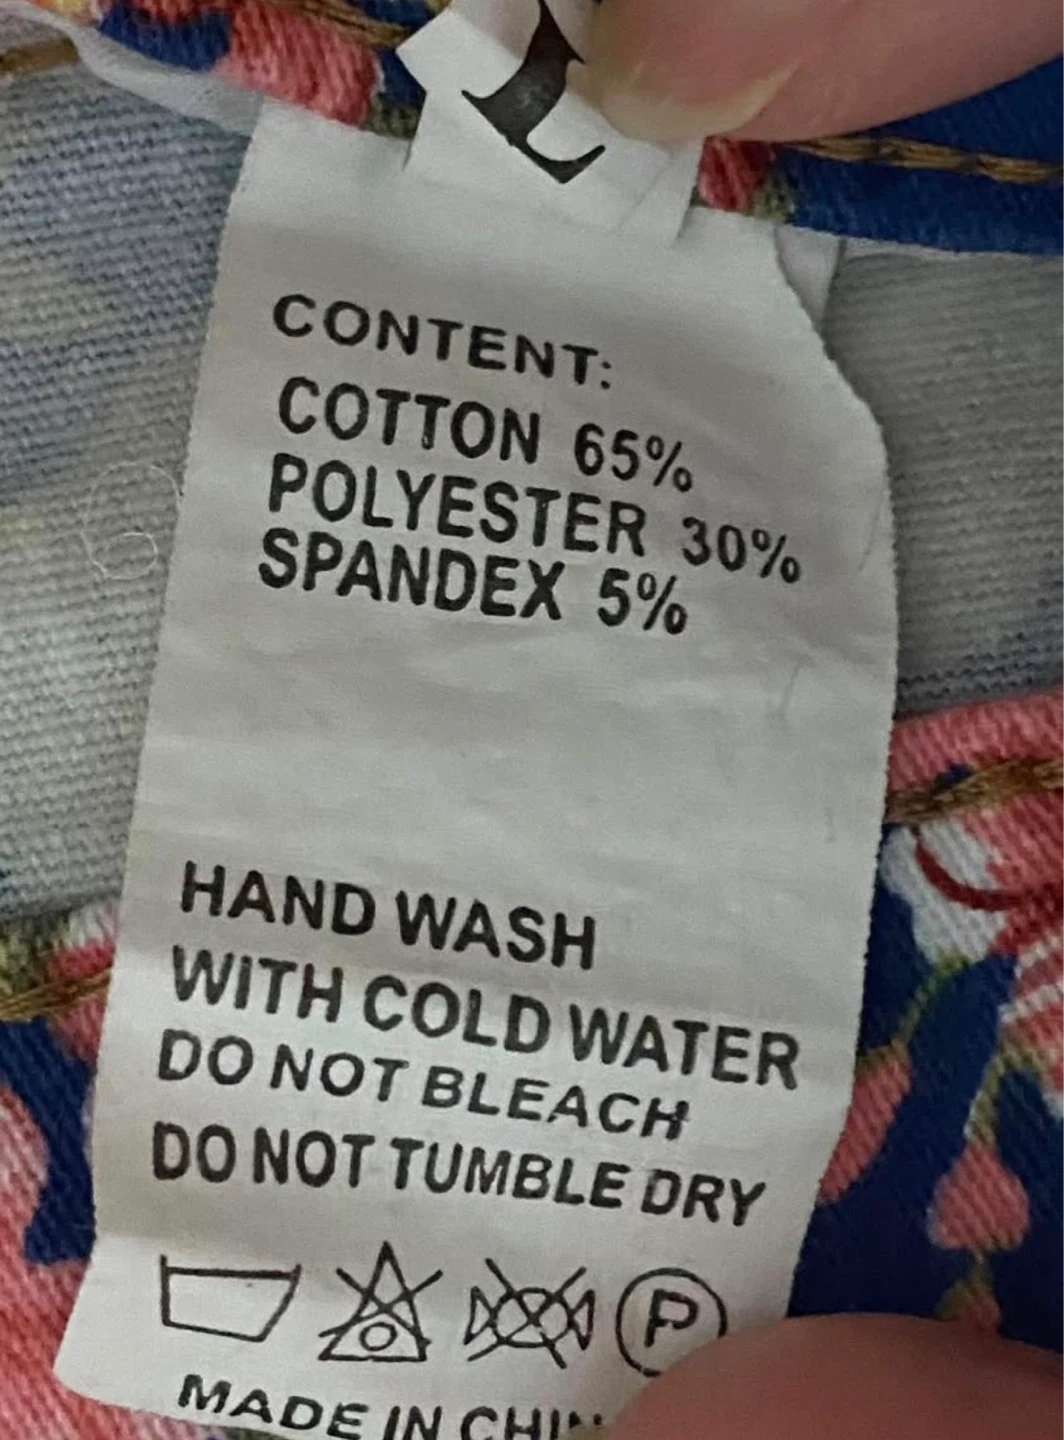 L
CONTENT:
COTTON 65%
POLYESTER 30%
SPANDEX 5%
HAND WASH
WITH COLD WATER
DO NOT BLEACH
DO NOT TUMBLE DRY
P
MADE IN